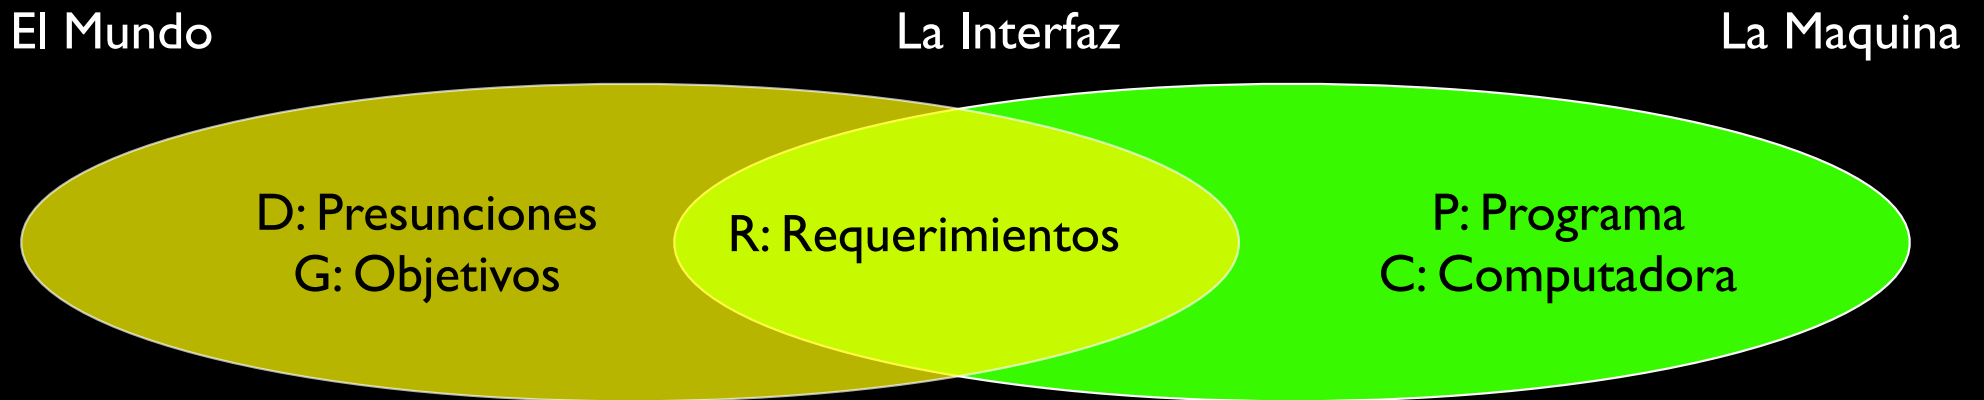 El Mundo
La Interfaz
La Maquina
D: Presunciones
G: Objetivos
R: Requerimientos
P: Programa
C: Computadora